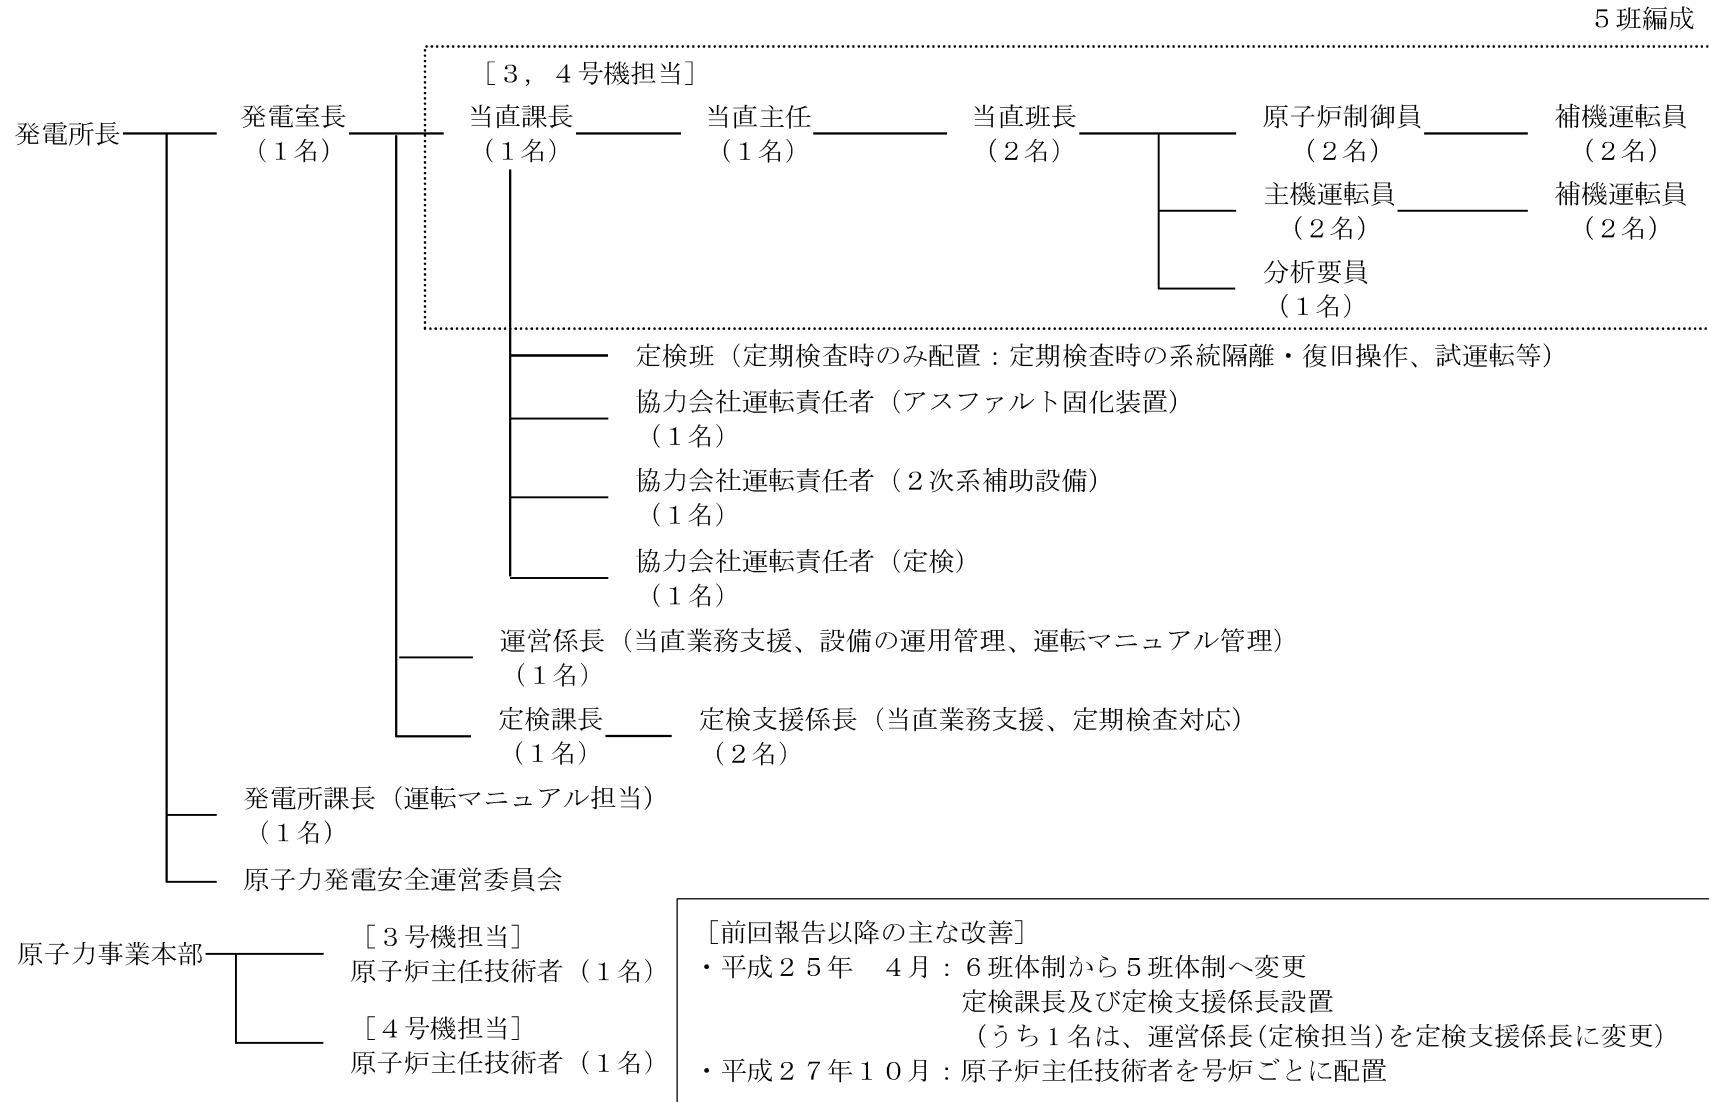 ５班編成
［３，４号機担当］
発電所長 発電室長 当直課長 当直主任 当直班長 原子炉制御員 補機運転員
（１名） （１名） （１名） （２名） （２名） （２名）
主機運転員 補機運転員
（２名） （２名）
分析要員
（１名）
定検班（定期検査時のみ配置：定期検査時の系統隔離・復旧操作、試運転等）
協力会社運転責任者（アスファルト固化装置）
（１名）
協力会社運転責任者（２次系補助設備）
（１名）
協力会社運転責任者（定検）
（１名）
運営係長（当直業務支援、設備の運用管理、運転マニュアル管理）
（１名）
定検課長 定検支援係長（当直業務支援、定期検査対応）
（１名） （２名）
発電所課長（運転マニュアル担当）
（１名）
原子力発電安全運営委員会
原子力事業本部
［３号機担当］
原子炉主任技術者（１名）
［４号機担当］
原子炉主任技術者（１名）
［前回報告以降の主な改善］
・平成２５年　４月：６班体制から５班体制へ変更
定検課長及び定検支援係長設置
（うち１名は、運営係長(定検担当)を定検支援係長に変更）
・平成２７年１０月：原子炉主任技術者を号炉ごとに配置